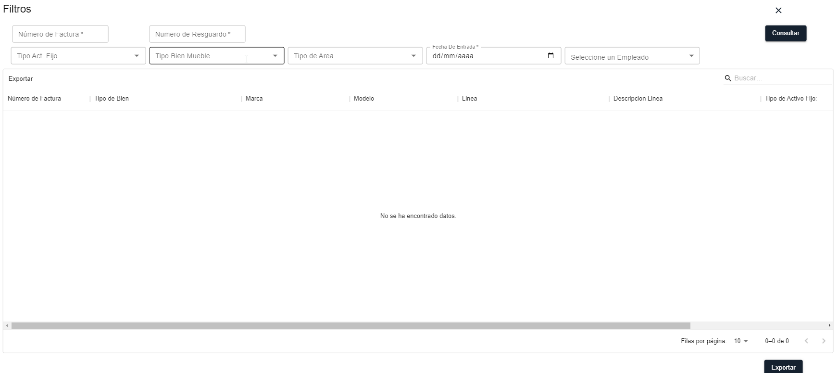 Filtros
Número de Factura *
Número de Resguardo *
Consultar
Tipo Act. Fijo
Tipo Bien Mueble
Tipo de Area
Fecha De Entrada *
dd/mm/aaaa
Seleccione un Empleado
Exportar
Buscar
Número de Factura
Tipo de Bien
Marca
Modelo
Linea
Descripcion Linea
Tipo de Activo Fijo:
No se ha encontrado datos.
Filas por página
10
0–0 de 0
Exportar